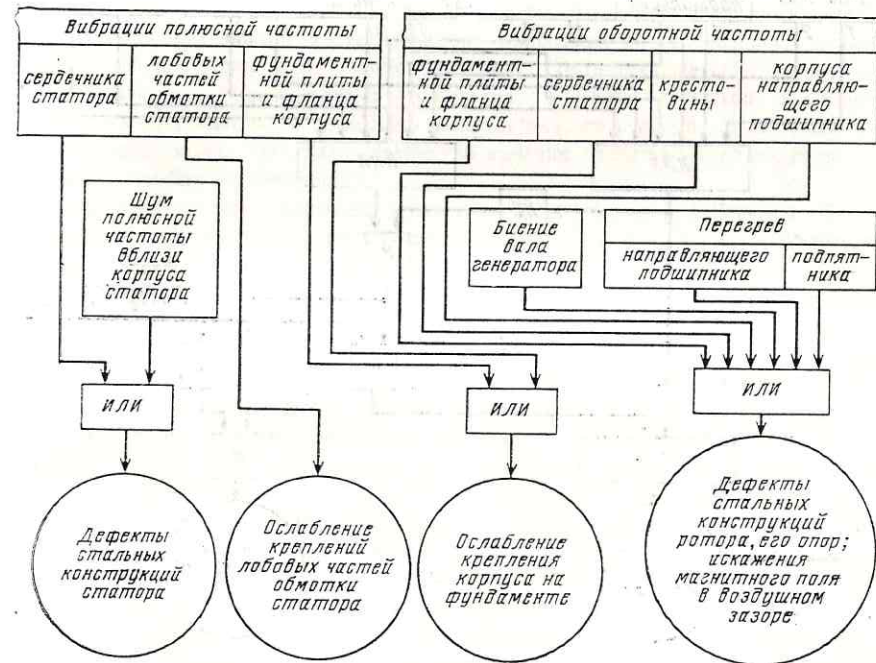 Вибрации полюсной частоты
сердечника
статора
лобовых
частей
обмотки
статора
фундамент-
ной плиты
и фланца
корпуса
Вибрации оборотной частоты
фундамент-
ной плиты
и фланца
корпуса
сердечника
статора
кресто-
вины
корпуса
направляю-
щего
подшипника
Шум
полюсной
частоты
вблизи
корпуса
статора
Биение
вала
генератора
Перегрев
направляющего
подшипника
подпят-
ника
ИЛИ
ИЛИ
ИЛИ
Дефекты
стальных
конструкций
статора
Ослабление
креплений
лобовых частей
обмотки
статора
Ослабление
крепления
корпуса на
фундаменте
Дефекты
стальных
конструкций
ротора, его опор;
искажения
магнитного поля
в воздушном
зазоре